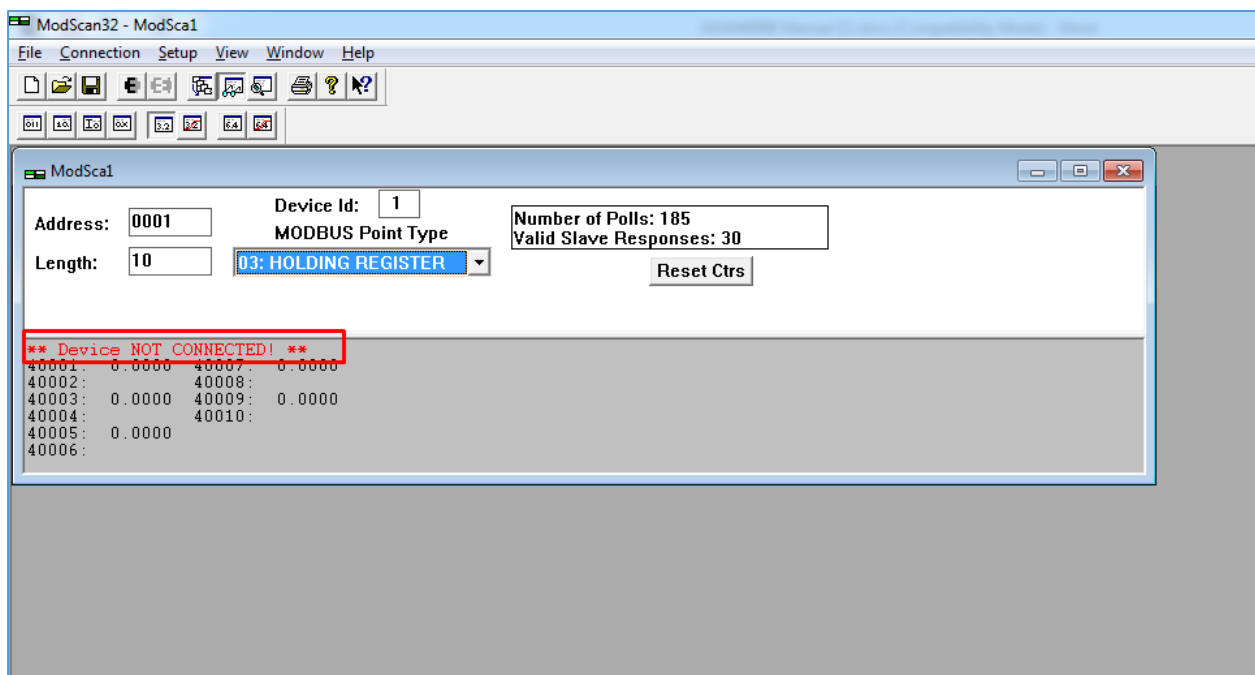 ModScan32 - ModSca1
File Connection Setup View Window Help
ModSca1
Address: 0001
Device Id: 1
MODBUS Point Type
Length: 10
03: HOLDING REGISTER
Number of Polls: 185
Valid Slave Responses: 30
Reset Ctrs
** Device NOT CONNECTED! **
40001: 0.0000 40007: 0.0000
40002: 40008:
40003: 0.0000 40009: 0.0000
40004: 40010:
40005: 0.0000
40006: